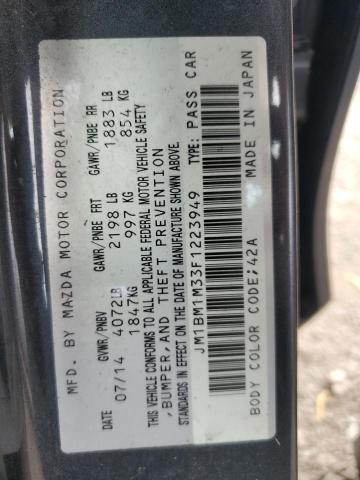 MFD. BY MAZDA MOTOR CORPORATION
GVWR/PNBV GAWR/PNBE FRT GAWR/PNBE RR
07/14 4072LB 2198 LB 1883 LB
1847KG 997 KG 854 KG
THIS VEHICLE CONFORMS TO ALL APPLICABLE FEDERAL MOTOR VEHICLE SAFETY
,BUMPER,AND THEFT PREVENTION
STANDARDS IN EFFECT ON THE DATE OF MANUFACTURE SHOWN ABOVE.
JM1BM1M33F1223949 TYPE: PASS CAR
BODY COLOR CODE;42A MADE IN JAPAN